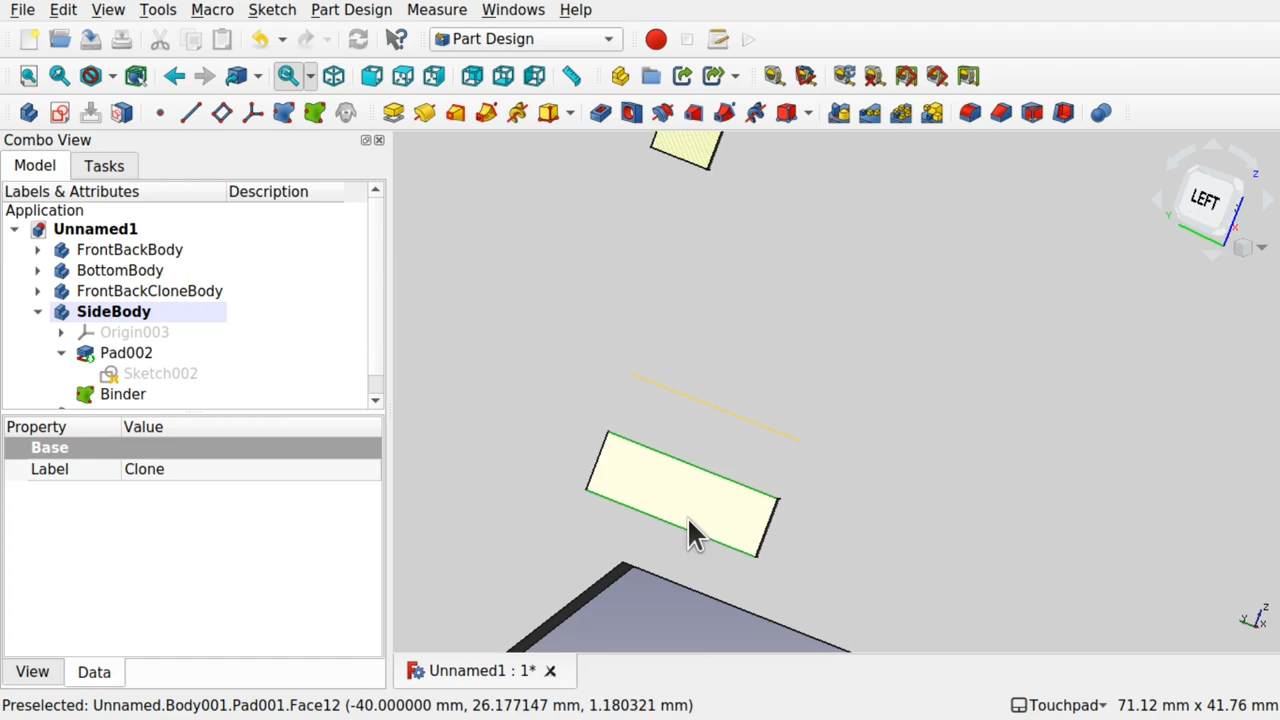 File Edit View Tools Macro Sketch Part Design Measure Windows Help
Part Design
Combo View
Model Tasks
Labels & Attributes Description
Application
Unnamed1
FrontBackBody
BottomBody
FrontBackCloneBody
SideBody
Origin003
Pad002
Sketch002
Binder
Property Value
Base
Label Clone
View Data
LEFT
Z
Y
X
Z
Y X
Unnamed1 : 1*
Preselected: Unnamed.Body001.Pad001.Face12 (-40.000000 mm, 26.177147 mm, 1.180321 mm)
Touchpad 71.12 mm x 41.76 mm